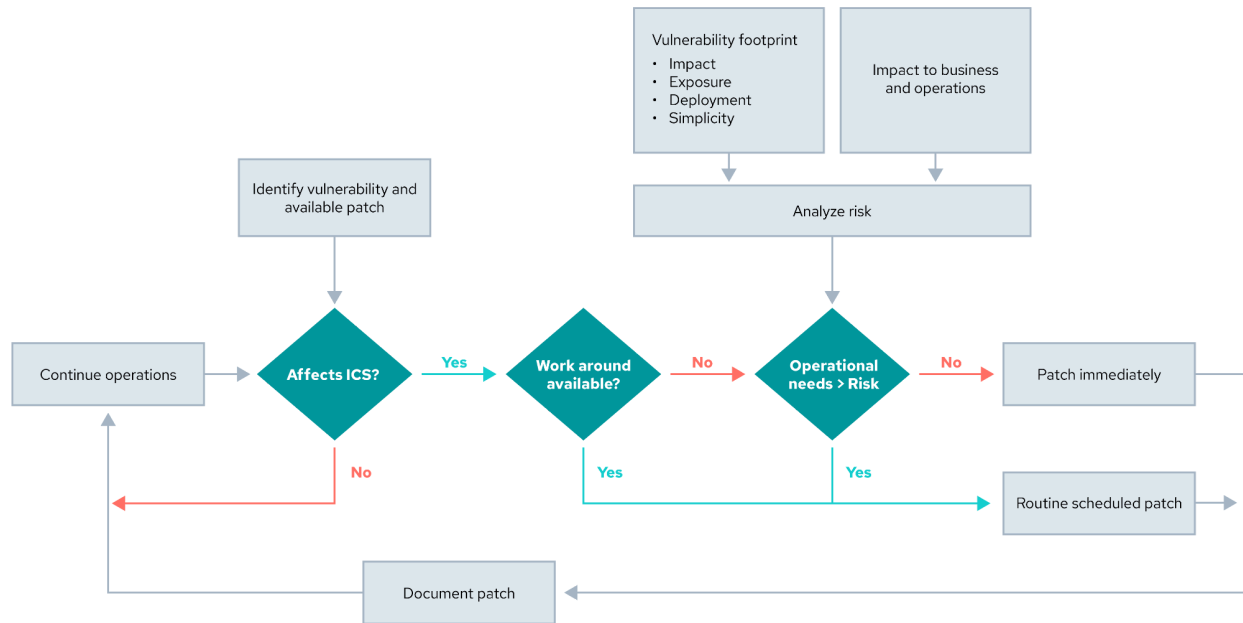 Vulnerability footprint
• Impact
• Exposure
• Deployment
• Simplicity
Impact to business
and operations
Identify vulnerability and
available patch
Analyze risk
Continue operations
Affects ICS?
Yes
Work around
available?
No
Operational
needs > Risk
No
Patch immediately
No
Yes
Yes
Routine scheduled patch
Document patch